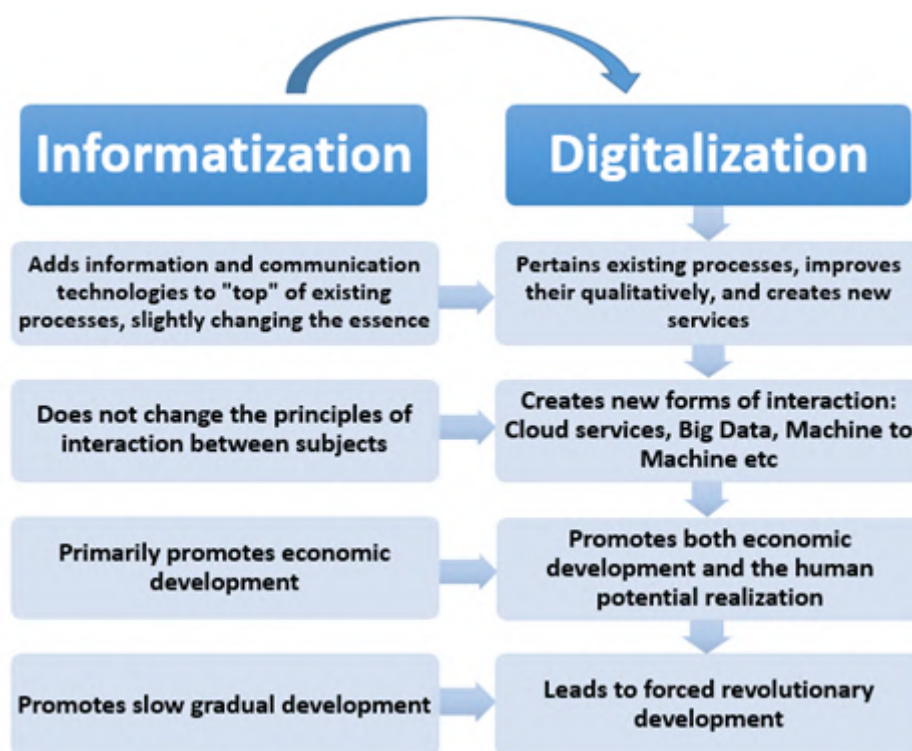 Informatization
Digitalization
Adds information and communication
technologies to "top" of existing
processes, slightly changing the essence
Pertains existing processes, improves
their qualitatively, and creates new
services
Does not change the principles of
interaction between subjects
Creates new forms of interaction:
Cloud services, Big Data, Machine to
Machine etc
Primarily promotes economic
development
Promotes both economic
development and the human
potential realization
Promotes slow gradual development
Leads to forced revolutionary
development